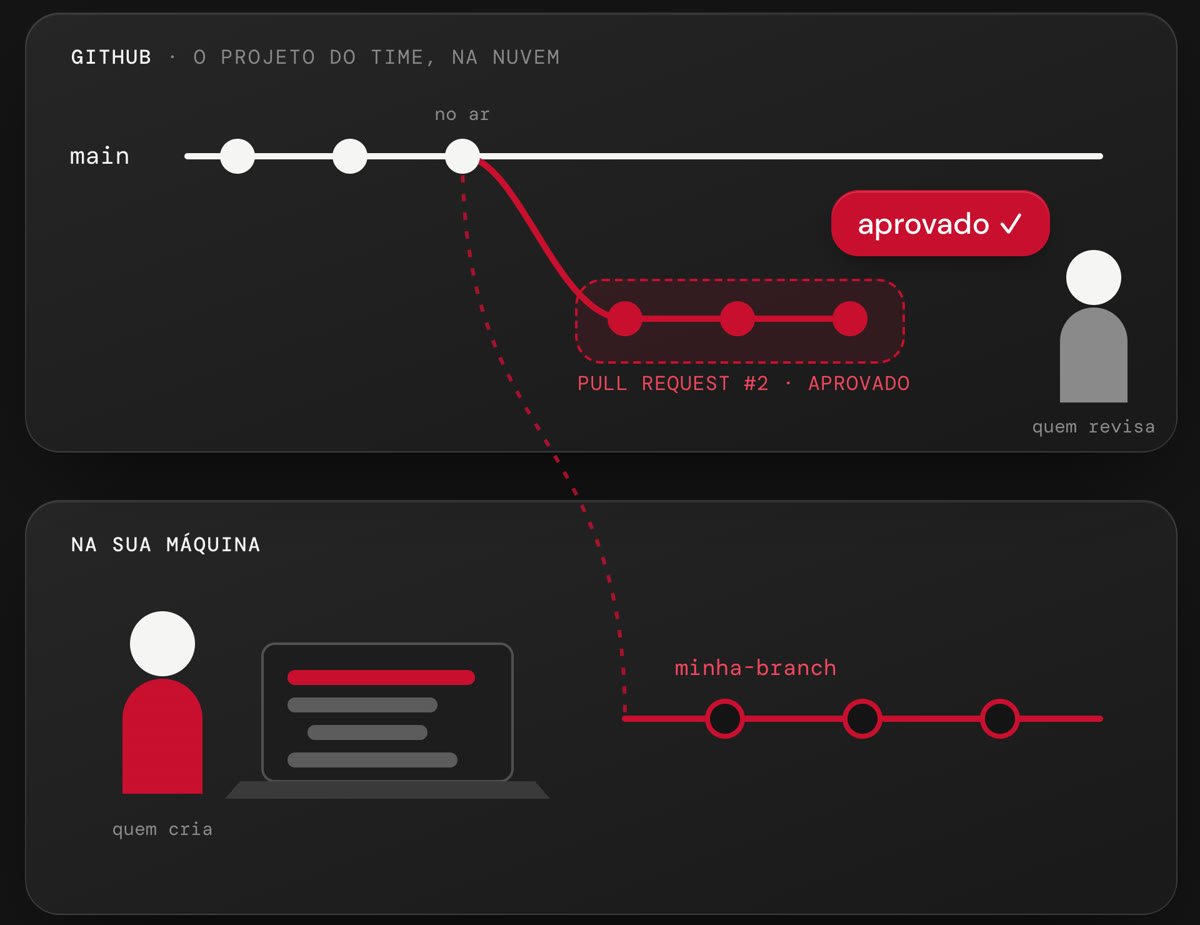 GITHUB · O PROJETO DO TIME, NA NUVEM
no ar
main
aprovado ✓
PULL REQUEST #2 · APROVADO
quem revisa
NA SUA MÁQUINA
minha-branch
quem cria